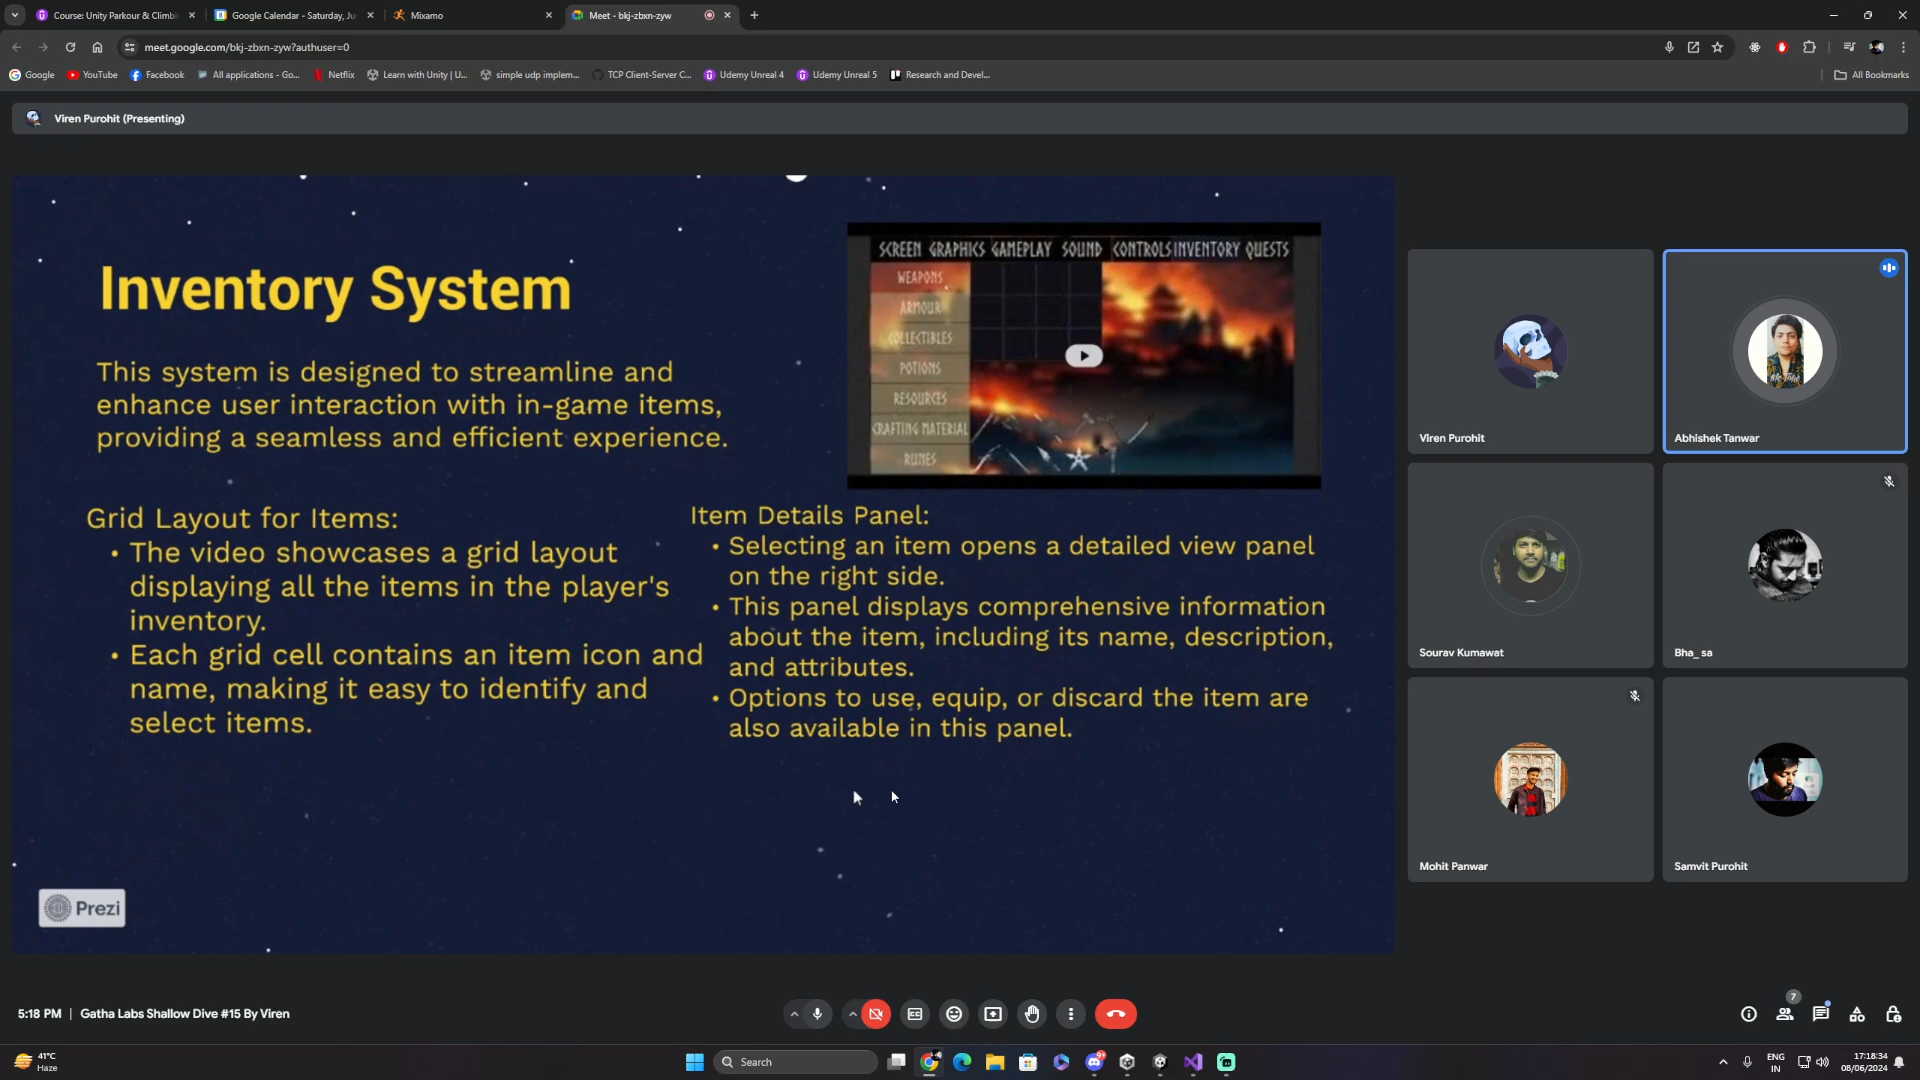 Course: Unity Parkour & Climbi
Google Calendar - Saturday, Ju
Mixamo
Meet - bkj-zbxn-zyw
meet.google.com/bkj-zbxn-zyw?authuser=0
Google
YouTube
Facebook
All applications - Go...
Netflix
Learn with Unity | U...
simple udp implem...
TCP Client-Server C...
Udemy Unreal 4
Udemy Unreal 5
Research and Devel...
All Bookmarks
Viren Purohit (Presenting)
Inventory System
This system is designed to streamline and
enhance user interaction with in-game items,
providing a seamless and efficient experience.
SCREEN GRAPHICS GAMEPLAY SOUND CONTROLS INVENTORY QUESTS
WEAPONS
ARMOUR
COLLECTIBLES
POTIONS
RESOURCES
CRAFTING MATERIAL
RUNES
Grid Layout for Items:
• The video showcases a grid layout
displaying all the items in the player's
inventory.
• Each grid cell contains an item icon and
name, making it easy to identify and
select items.
Item Details Panel:
• Selecting an item opens a detailed view panel
on the right side.
• This panel displays comprehensive information
about the item, including its name, description,
and attributes.
• Options to use, equip, or discard the item are
also available in this panel.
Prezi
Viren Purohit
Abhishek Tanwar
Sourav Kumawat
Bha_ sa
Mohit Panwar
Samvit Purohit
5:18 PM | Gatha Labs Shallow Dive #15 By Viren
7
41°C
Haze
Search
ENG
IN
17:18:34
08/06/2024